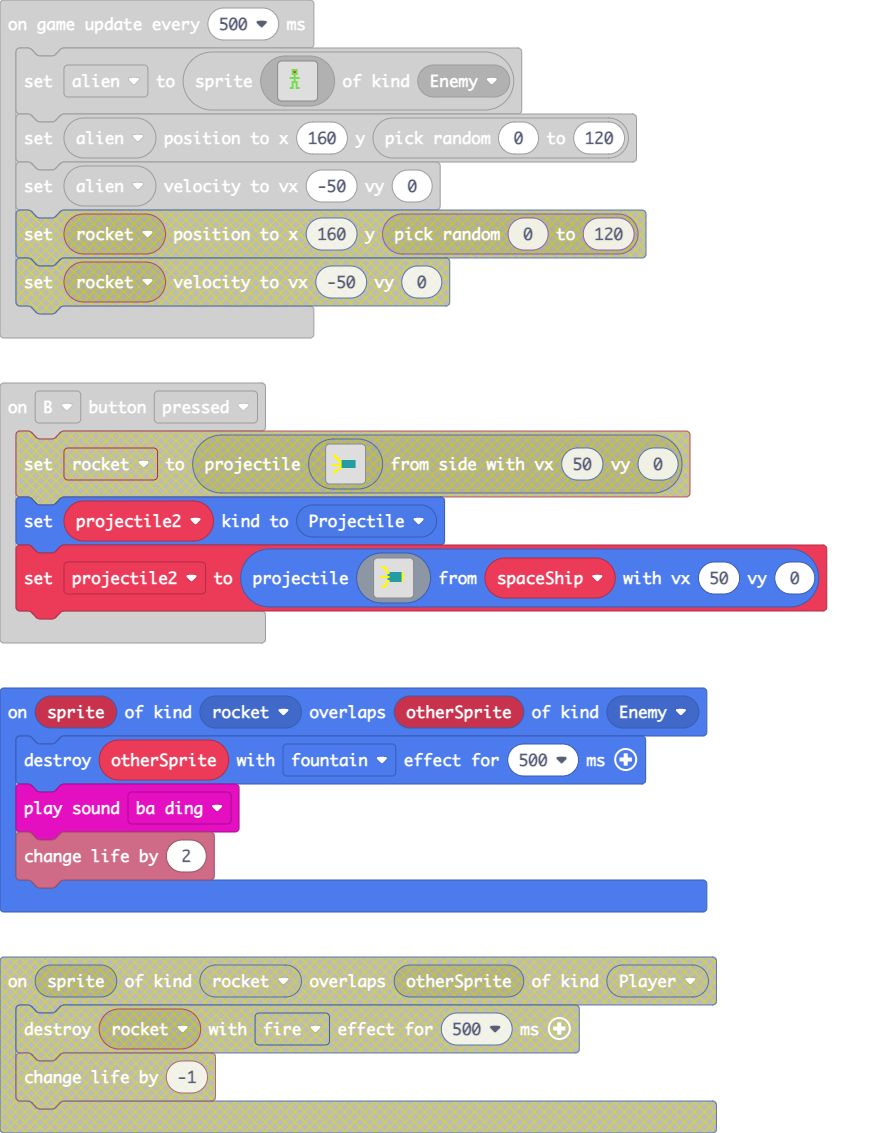 on game update every 500 ms
set alien to sprite of kind Enemy
set alien position to x 160 y pick random 0 to 120
set alien velocity to vx -50 vy 0
set rocket position to x 160 y pick random 0 to 120
set rocket velocity to vx -50 vy 0
on B button pressed
set rocket to projectile from side with vx 50 vy 0
set projectile2 kind to Projectile
set projectile2 to projectile from spaceShip with vx 50 vy 0
on sprite of kind rocket overlaps otherSprite of kind Enemy
destroy otherSprite with fountain effect for 500 ms
play sound ba ding
change life by 2
on sprite of kind rocket overlaps otherSprite of kind Player
destroy rocket with fire effect for 500 ms
change life by -1